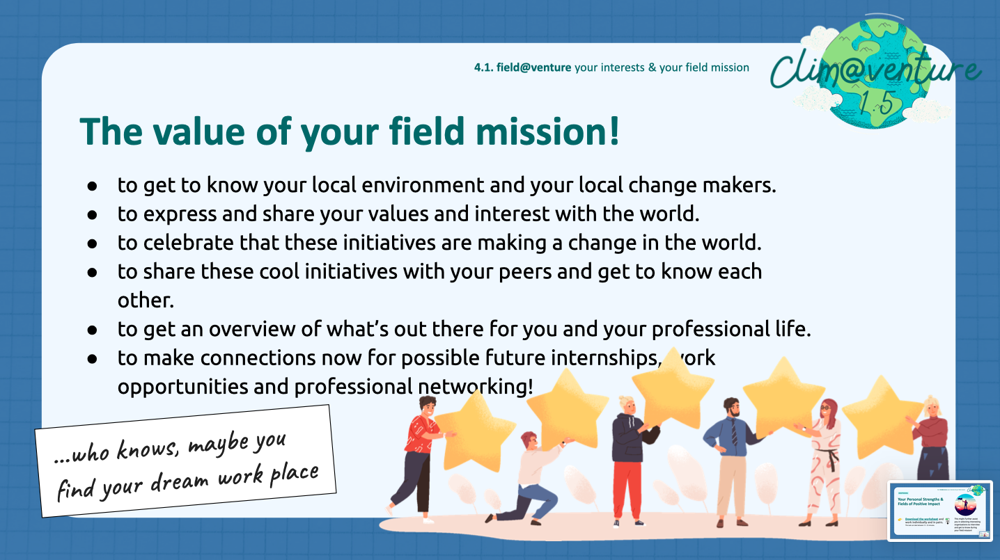 4.1. field@venture your interests & your field mission
Clim@venture
1.5
The value of your field mission!
● to get to know your local environment and your local change makers.
● to express and share your values and interest with the world.
● to celebrate that these initiatives are making a change in the world.
● to share these cool initiatives with your peers and get to know each
other.
● to get an overview of what’s out there for you and your professional life.
● to make connections now for possible future internships, work
opportunities and professional networking!
...who knows, maybe you
find your dream work place
Your Personal Strengths &
Fields of Positive Impact
Download the worksheet and
work individually and in pairs.
This might further assist
you in selecting interesting
organisations to interview
and get to know during
your field mission!